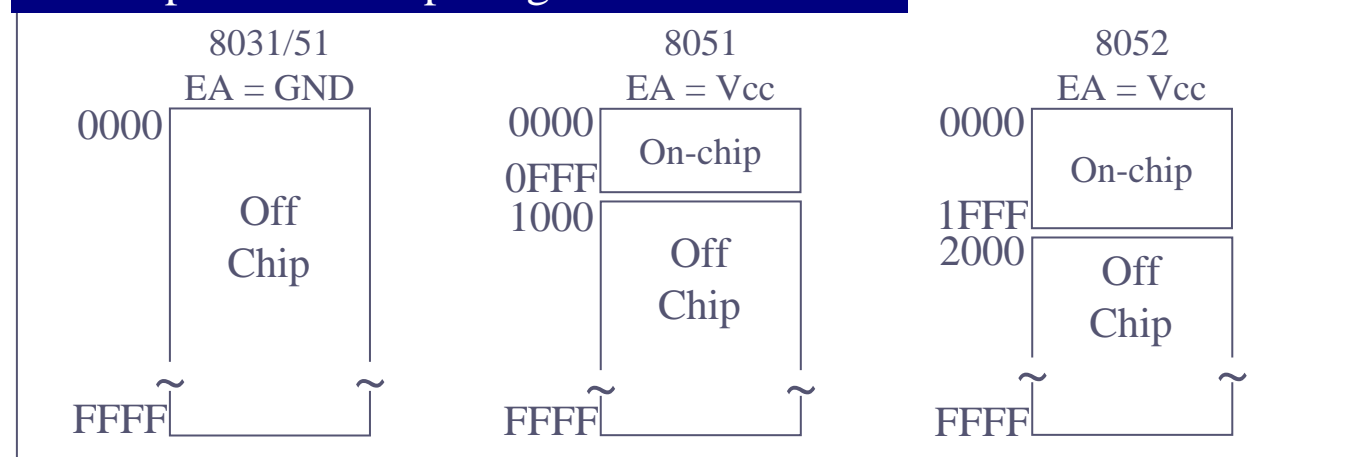 8031/51
EA = GND
0000
Off
Chip
~ ~
FFFF
8051
EA = Vcc
0000
On-chip
0FFF
1000
Off
Chip
~ ~
FFFF
8052
EA = Vcc
0000
On-chip
1FFF
2000
Off
Chip
~ ~
FFFF